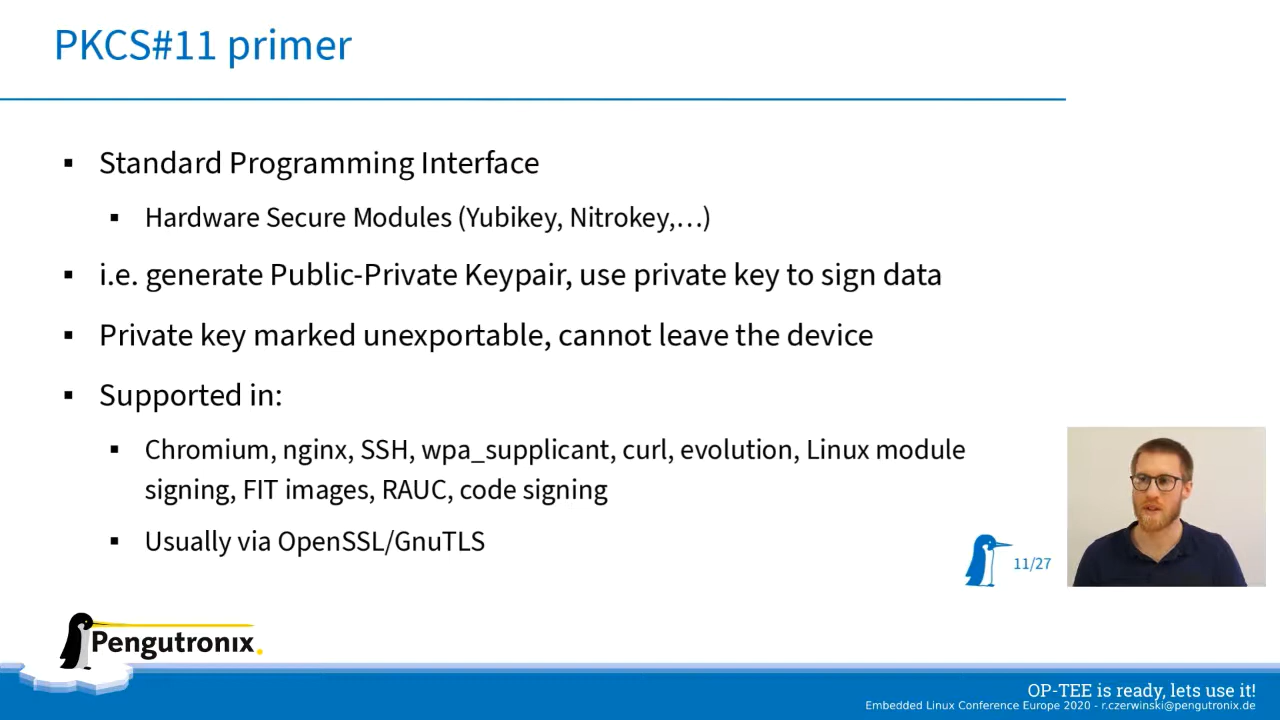 PKCS#11 primer
▪ Standard Programming Interface
▪ Hardware Secure Modules (Yubikey, Nitrokey,...)
▪ i.e. generate Public-Private Keypair, use private key to sign data
▪ Private key marked unexportable, cannot leave the device
▪ Supported in:
▪ Chromium, nginx, SSH, wpa_supplicant, curl, evolution, Linux module
signing, FIT images, RAUC, code signing
▪ Usually via OpenSSL/GnuTLS
11/27
Pengutronix
OP-TEE is ready, lets use it!
Embedded Linux Conference Europe 2020 - r.czerwinski@pengutronix.de